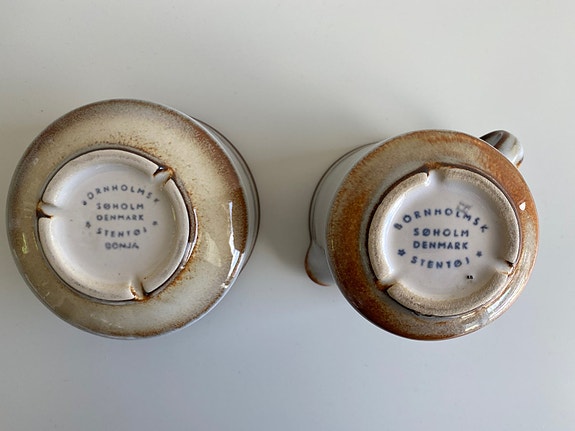 BORNHOLMSK
SØHOLM
DENMARK
* STENTØJ *
SONJA
BORNHOLMSK
SØHOLM
DENMARK
* STENTØJ *